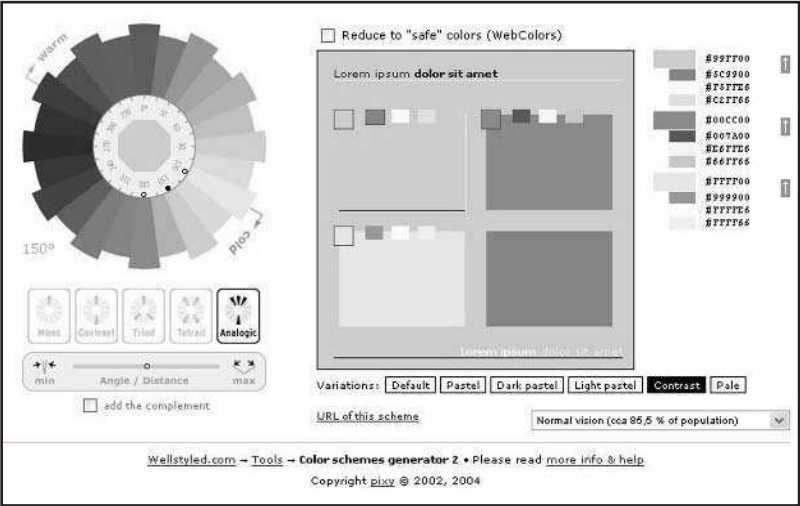 Reduce to "safe" colors (WebColors)
warm
cold
150°
Mono
Contrast
Triad
Tetrad
Analogic
min
Angle / Distance
max
add the complement
Lorem ipsum dolor sit amet
Lorem ipsum dolor sit amet
#99FF00
#5C9900
#F5FFE6
#C2FF66
#00CC00
#007A00
#E6FFE6
#66FF66
#FFFF00
#999900
#FFFFE6
#FFFF66
Variations: Default Pastel Dark pastel Light pastel Contrast Pale
URL of this scheme
Normal vision (cca 85,5 % of population)
Wellstyled.com → Tools → Color schemes generator 2 • Please read more info & help
Copyright pixy @ 2002, 2004